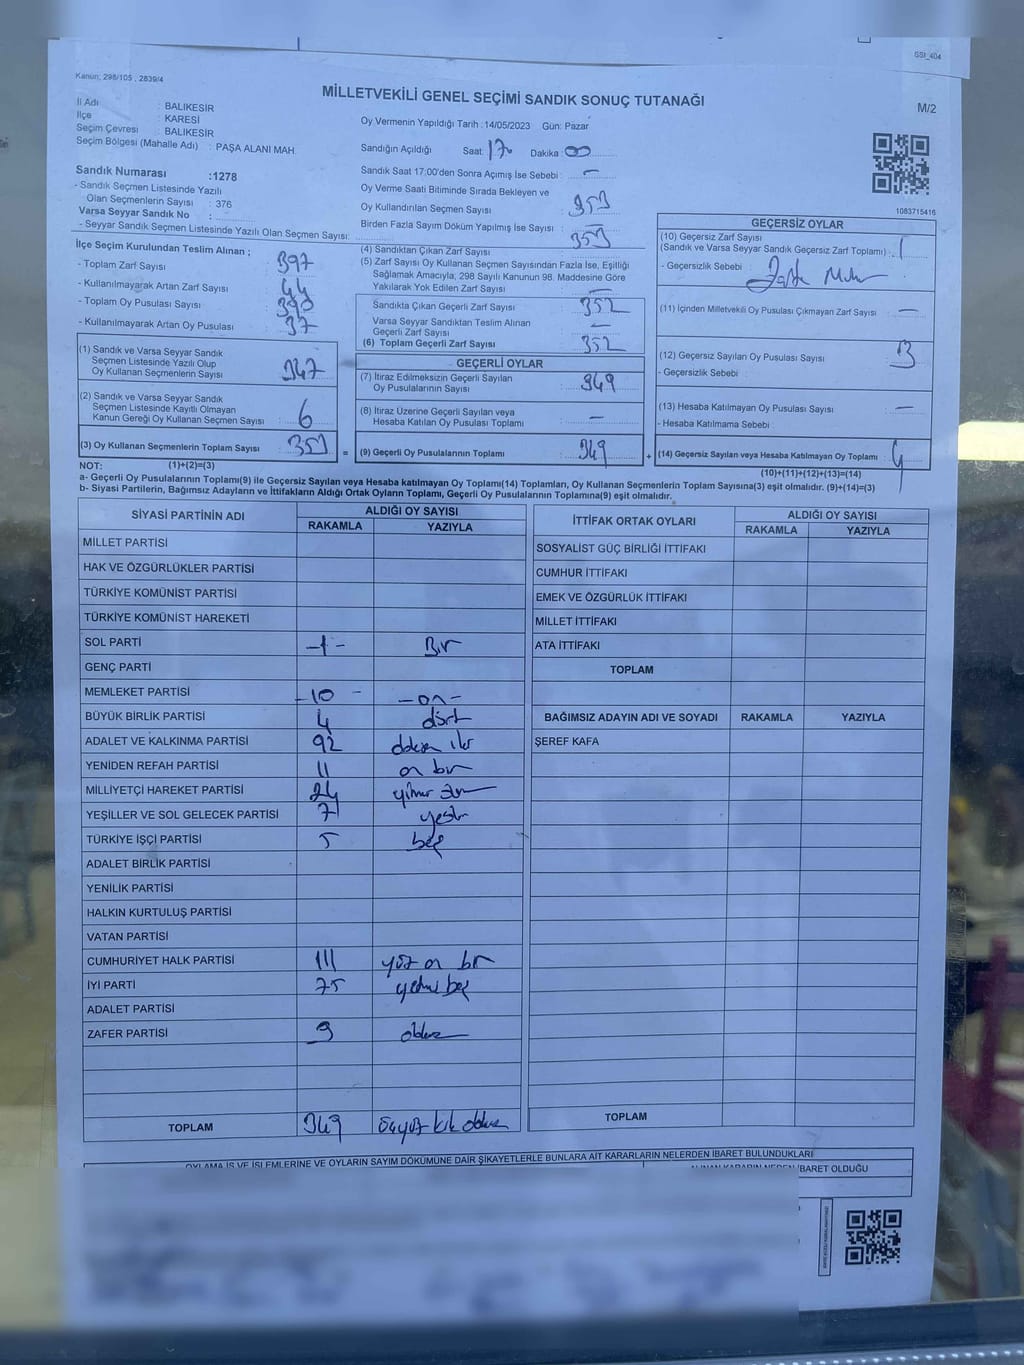 SSI_404
Kanun; 298/105 , 2839/4
MİLLETVEKİLİ GENEL SEÇİMİ SANDIK SONUÇ TUTANAĞI
M/2
İl Adı : BALIKESİR
İlçe : KARESİ
Seçim Çevresi : BALIKESİR
Seçim Bölgesi (Mahalle Adı) : PAŞA ALANI MAH.
Oy Vermenin Yapıldığı Tarih : 14/05/2023 Gün: Pazar
Sandığın Açıldığı Saat: 17 Dakika: 00
Sandık Saat 17:00'den Sonra Açımış İse Sebebi : –
Oy Verme Saati Bitiminde Sırada Bekleyen ve
Oy Kullandırılan Seçmen Sayısı : 353
Birden Fazla Sayım Döküm Yapılmış İse Sayısı :
1083715416
Sandık Numarası :1278
- Sandık Seçmen Listesinde Yazılı
Olan Seçmenlerin Sayısı : 376
Varsa Seyyar Sandık No :
- Seyyar Sandık Seçmen Listesinde Yazılı Olan Seçmen Sayısı:
İlçe Seçim Kurulundan Teslim Alınan ;
- Toplam Zarf Sayısı : 397
- Kullanılmayarak Artan Zarf Sayısı : 44
- Toplam Oy Pusulası Sayısı : 390
- Kullanılmayarak Artan Oy Pusulası : 37
(1) Sandık ve Varsa Seyyar Sandık
Seçmen Listesinde Yazılı Olup
Oy Kullanan Seçmenlerin Sayısı : 347
(2) Sandık ve Varsa Seyyar Sandık
Seçmen Listesinde Kayıtlı Olmayan
Kanun Gereği Oy Kullanan Seçmen Sayısı : 6
(3) Oy Kullanan Seçmenlerin Toplam Sayısı : 353 =
(4) Sandıktan Çıkan Zarf Sayısı : 353
(5) Zarf Sayısı Oy Kullanan Seçmen Sayısından Fazla İse, Eşitliği
Sağlamak Amacıyla; 298 Sayılı Kanunun 98. Maddesine Göre
Yakılarak Yok Edilen Zarf Sayısı : –
Sandıkta Çıkan Geçerli Zarf Sayısı : 352
Varsa Seyyar Sandıktan Teslim Alınan
Geçerli Zarf Sayısı : –
(6) Toplam Geçerli Zarf Sayısı : 352
GEÇERLİ OYLAR
(7) İtiraz Edilmeksizin Geçerli Sayılan
Oy Pusulalarının Sayısı : 349
(8) İtiraz Üzerine Geçerli Sayılan veya
Hesaba Katılan Oy Pusulası Toplamı : –
(9) Geçerli Oy Pusulalarının Toplamı : 349 +
GEÇERSİZ OYLAR
(10) Geçersiz Zarf Sayısı
(Sandık ve Varsa Seyyar Sandık Geçersiz Zarf Toplamı) : 1
- Geçersizlik Sebebi :
(11) İçinden Milletvekili Oy Pusulası Çıkmayan Zarf Sayısı : –
(12) Geçersiz Sayılan Oy Pusulası Sayısı : 3
- Geçersizlik Sebebi :
(13) Hesaba Katılmayan Oy Pusulası Sayısı : –
- Hesaba Katılmama Sebebi :
(14) Geçersiz Sayılan veya Hesaba Katılmayan Oy Toplamı : 4
NOT: (1)+(2)=(3)
(10)+(11)+(12)+(13)=(14)
a- Geçerli Oy Pusulasının Toplamı(9) ile Geçersiz Sayılan veya Hesaba katılmayan Oy Toplamı(14) Toplamları, Oy Kullanan Seçmenlerin Toplam Sayısına(3) eşit olmalıdır. (9)+(14)=(3)
b- Siyasi Partilerin, Bağımsız Adayların ve İttifakların Aldığı Ortak Oyların Toplamı, Geçerli Oy Pusulasının Toplamına(9) eşit olmalıdır.
SİYASİ PARTİNİN ADI ALDIĞI OY SAYISI
RAKAMLA YAZIYLA
MİLLET PARTİSİ
HAK VE ÖZGÜRLÜKLER PARTİSİ
TÜRKİYE KOMÜNİST PARTİSİ
TÜRKİYE KOMÜNİST HAREKETİ
SOL PARTİ -1- Bir
GENÇ PARTİ
MEMLEKET PARTİSİ -10- -on-
BÜYÜK BİRLİK PARTİSİ 4 dört
ADALET VE KALKINMA PARTİSİ 92 doksan iki
YENİDEN REFAH PARTİSİ 11 on bir
MİLLİYETÇİ HAREKET PARTİSİ 24 yirmi dört
YEŞİLLER VE SOL GELECEK PARTİSİ 7 yedi
TÜRKİYE İŞÇİ PARTİSİ 5 beş
ADALET BİRLİK PARTİSİ
YENİLİK PARTİSİ
HALKIN KURTULUŞ PARTİSİ
VATAN PARTİSİ
CUMHURİYET HALK PARTİSİ 111 yüz on bir
İYİ PARTİ 75 yetmiş beş
ADALET PARTİSİ
ZAFER PARTİSİ 9 dokuz
TOPLAM 349 üçyüz kırk dokuz
İTTİFAK ORTAK OYLARI ALDIĞI OY SAYISI
RAKAMLA YAZIYLA
SOSYALİST GÜÇ BİRLİĞİ İTTİFAKI
CUMHUR İTTİFAKI
EMEK VE ÖZGÜRLÜK İTTİFAKI
MİLLET İTTİFAKI
ATA İTTİFAKI
TOPLAM
BAĞIMSIZ ADAYIN ADI VE SOYADI RAKAMLA YAZIYLA
ŞEREF KAFA
TOPLAM
OYLAMA İŞ VE İŞLEMLERİNE VE OYLARIN SAYIM DÖKÜMÜNE DAİR ŞİKAYETLERLE BUNLARA AİT KARARLARIN NELERDEN İBARET BULUNDUKLARI
ALINAN KARARIN NEDEN İBARET OLDUĞU